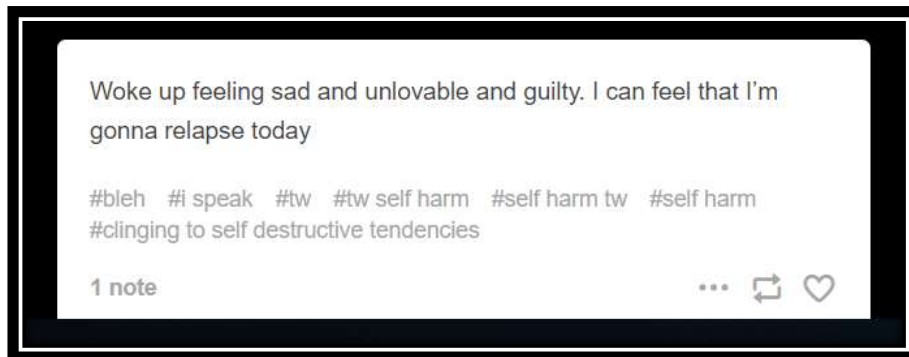 Woke up feeling sad and unlovable and guilty. I can feel that I’m
gonna relapse today
#bleh #i speak #tw #tw self harm #self harm tw #self harm
#clinging to self destructive tendencies
1 note